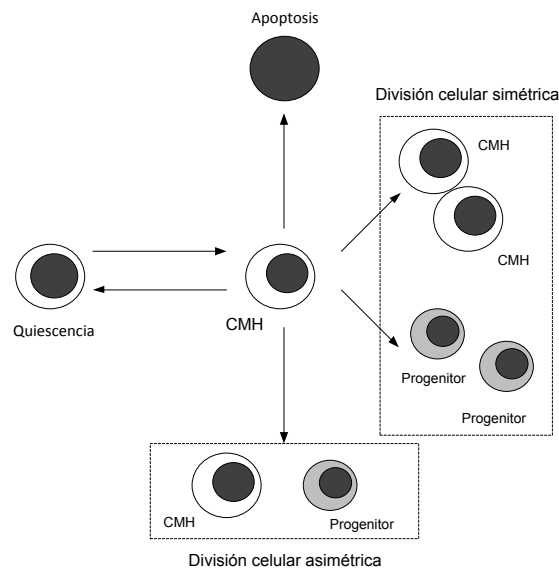 Apoptosis
División celular simétrica
CMH
CMH
Quiescencia
CMH
Progenitor
Progenitor
CMH
Progenitor
División celular asimétrica